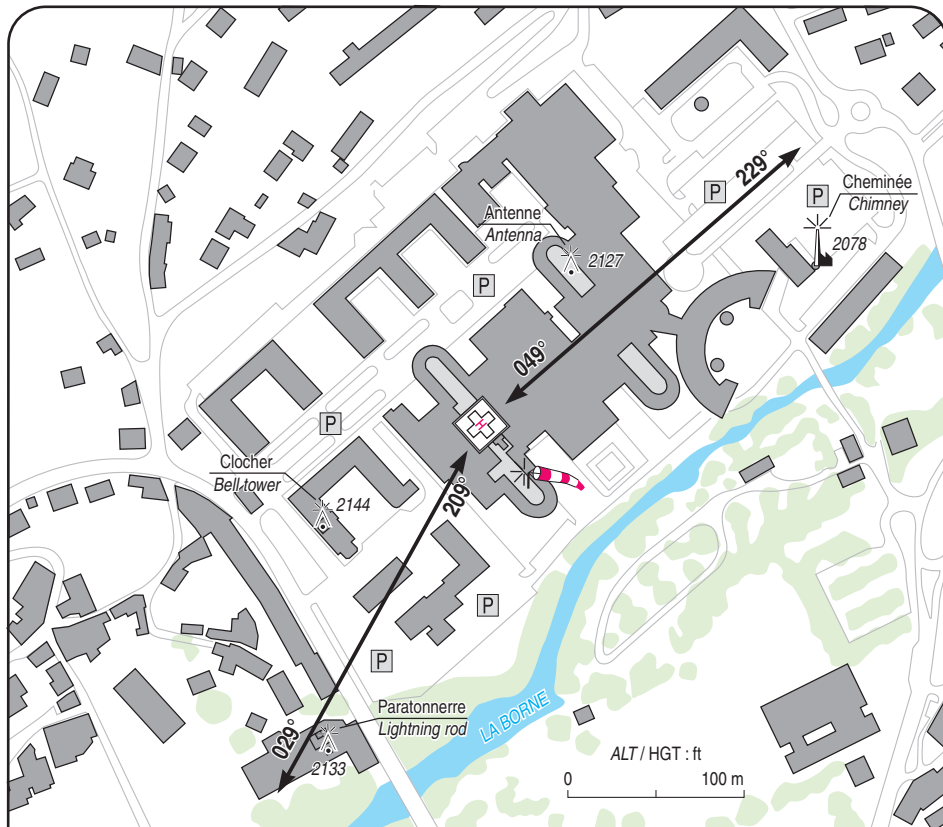 229°
P
P
Cheminée
Chimney
2078
Antenne
Antenna
2127
P
049°
H
P
Clocher
Bell-tower
2144
209°
P
P
LA BORNE
Paratonnerre
Lightning rod
029°
2133
ALT / HGT : ft
0 100 m